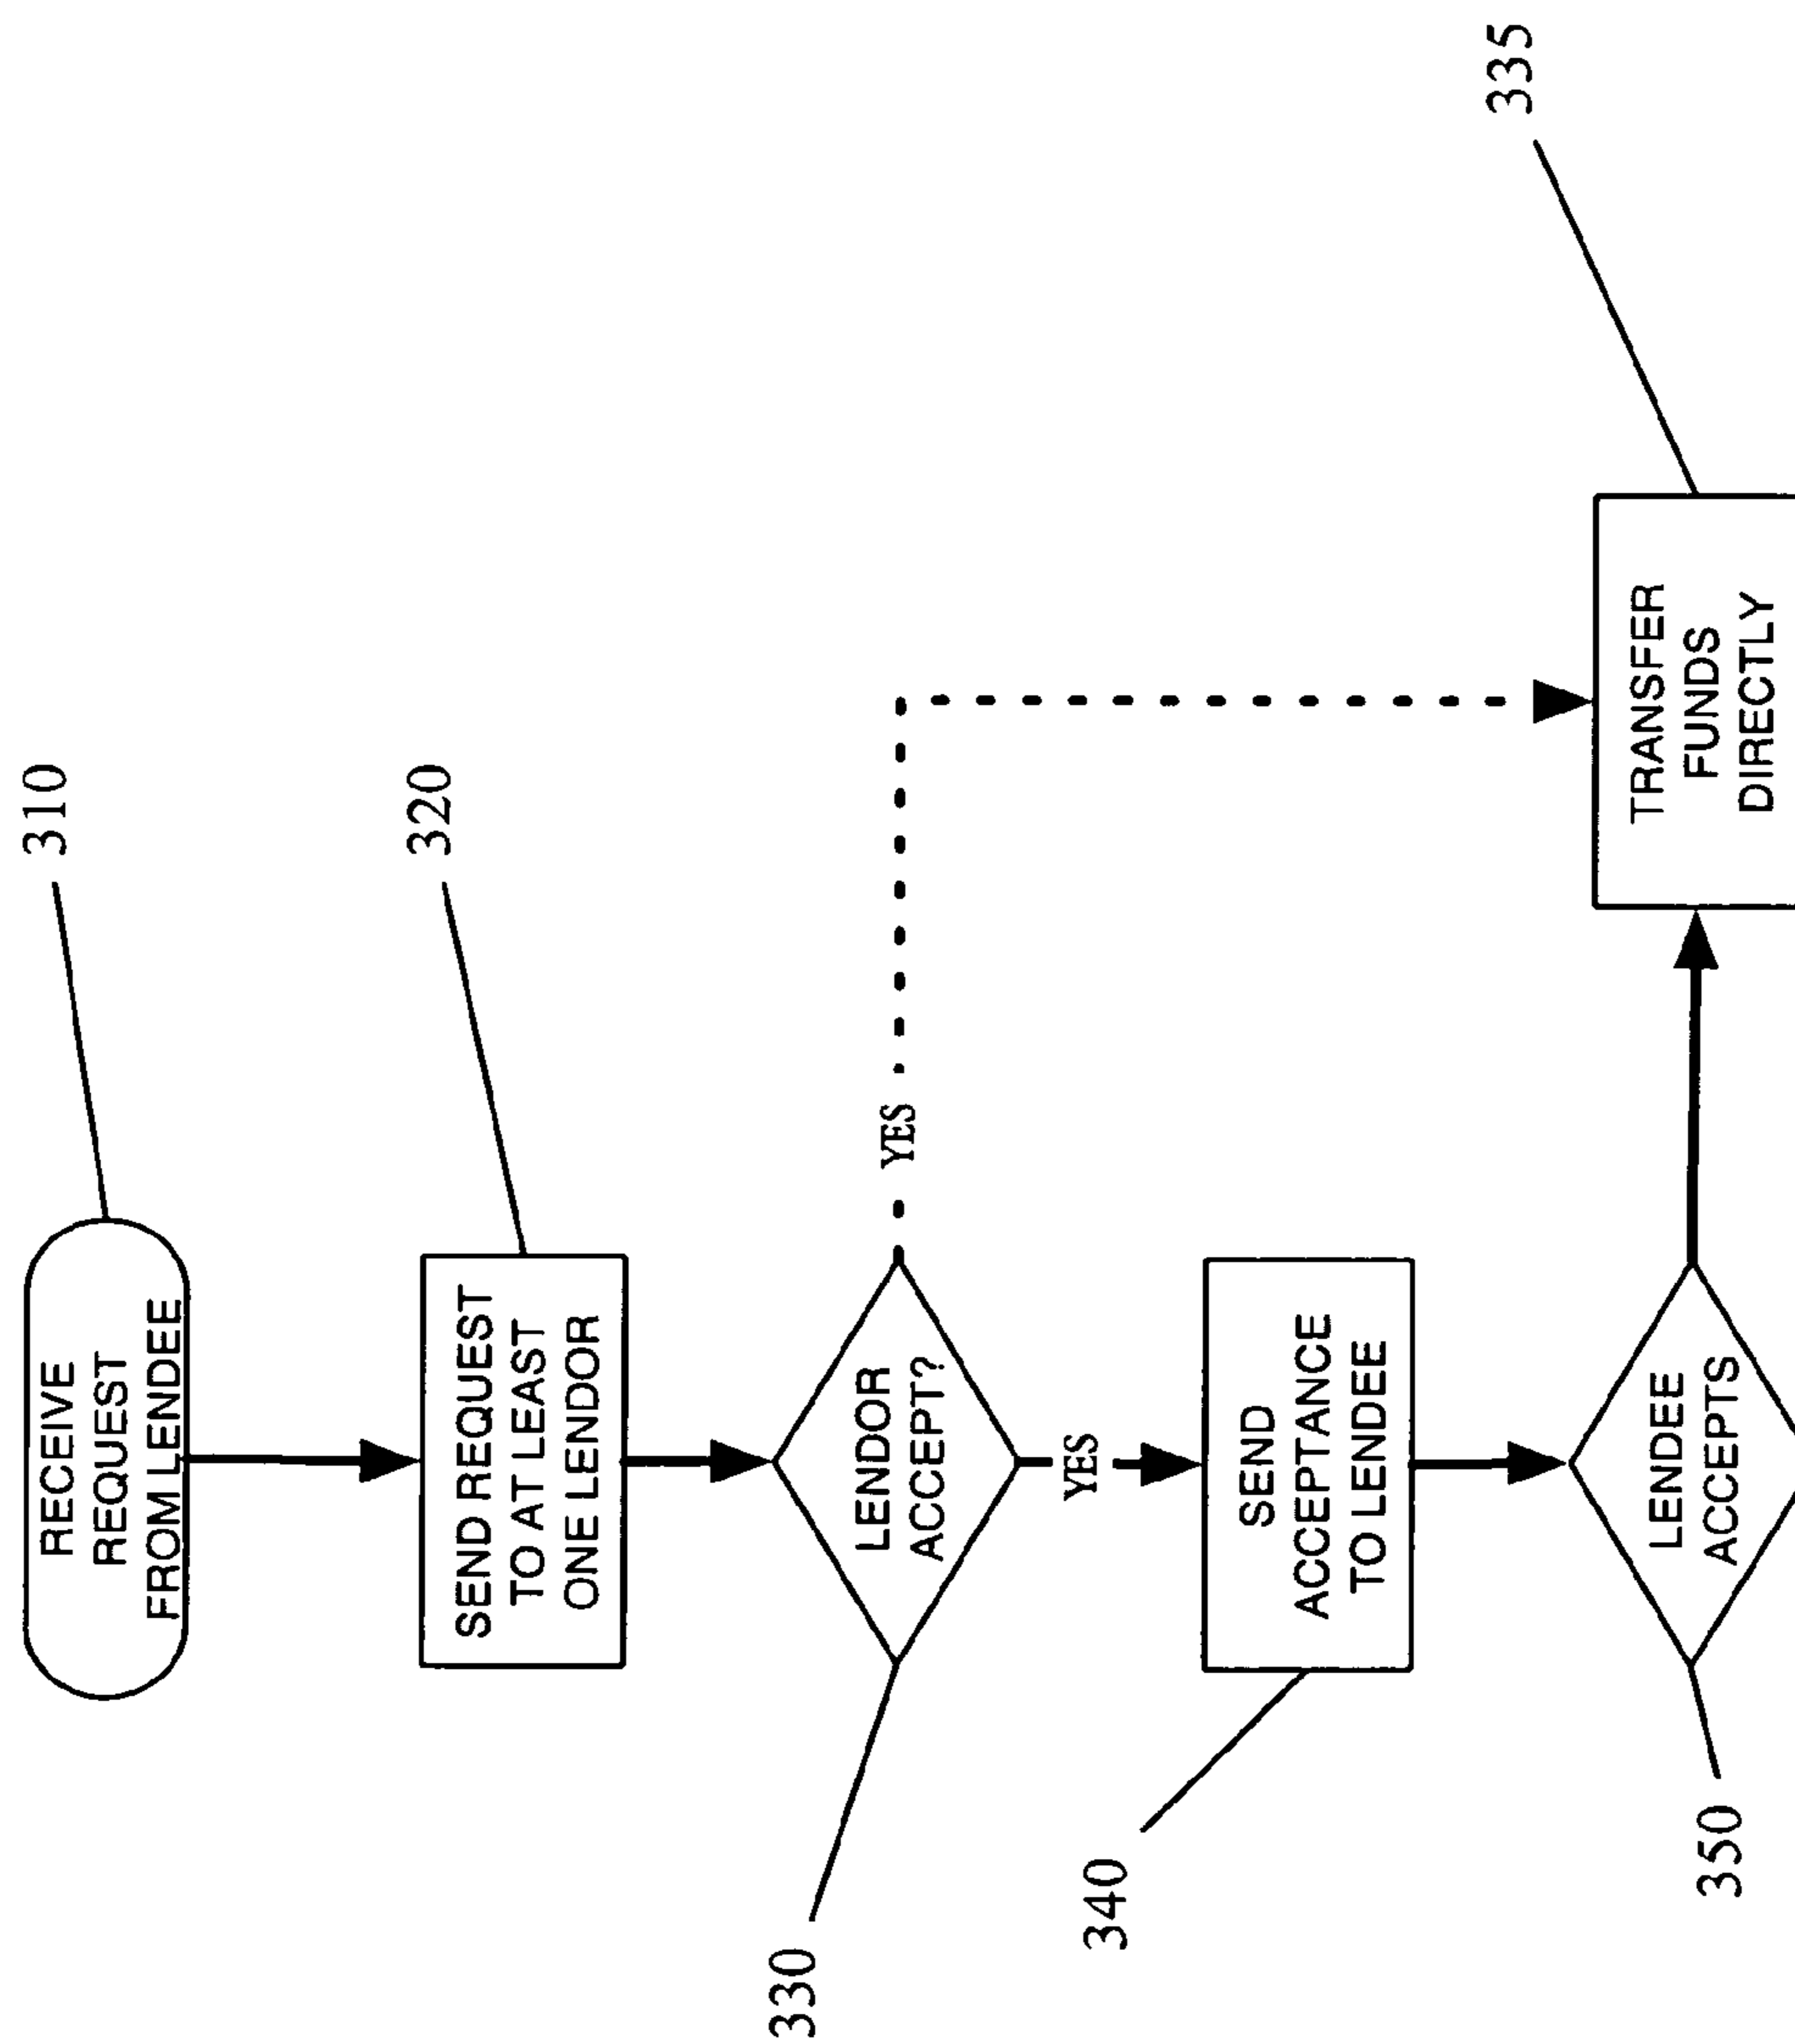 310
RECEIVE
REQUEST
FROM LENDEE
320
SEND REQUEST
TO AT LEAST
ONE LENDOR
330
LENDOR
ACCEPT?
YES
YES
340
SEND
ACCEPTANCE
TO LENDEE
350
LENDEE
ACCEPTS
335
TRANSFER
FUNDS
DIRECTLY